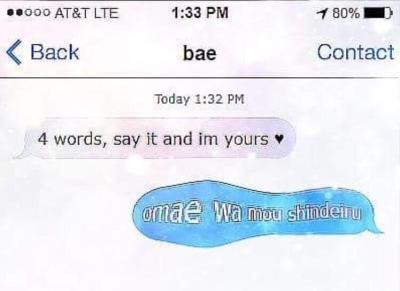 AT&T LTE 1:33 PM 80%
Back bae Contact
Today 1:32 PM
4 words, say it and im yours ♥
omae wa mou shindeiru